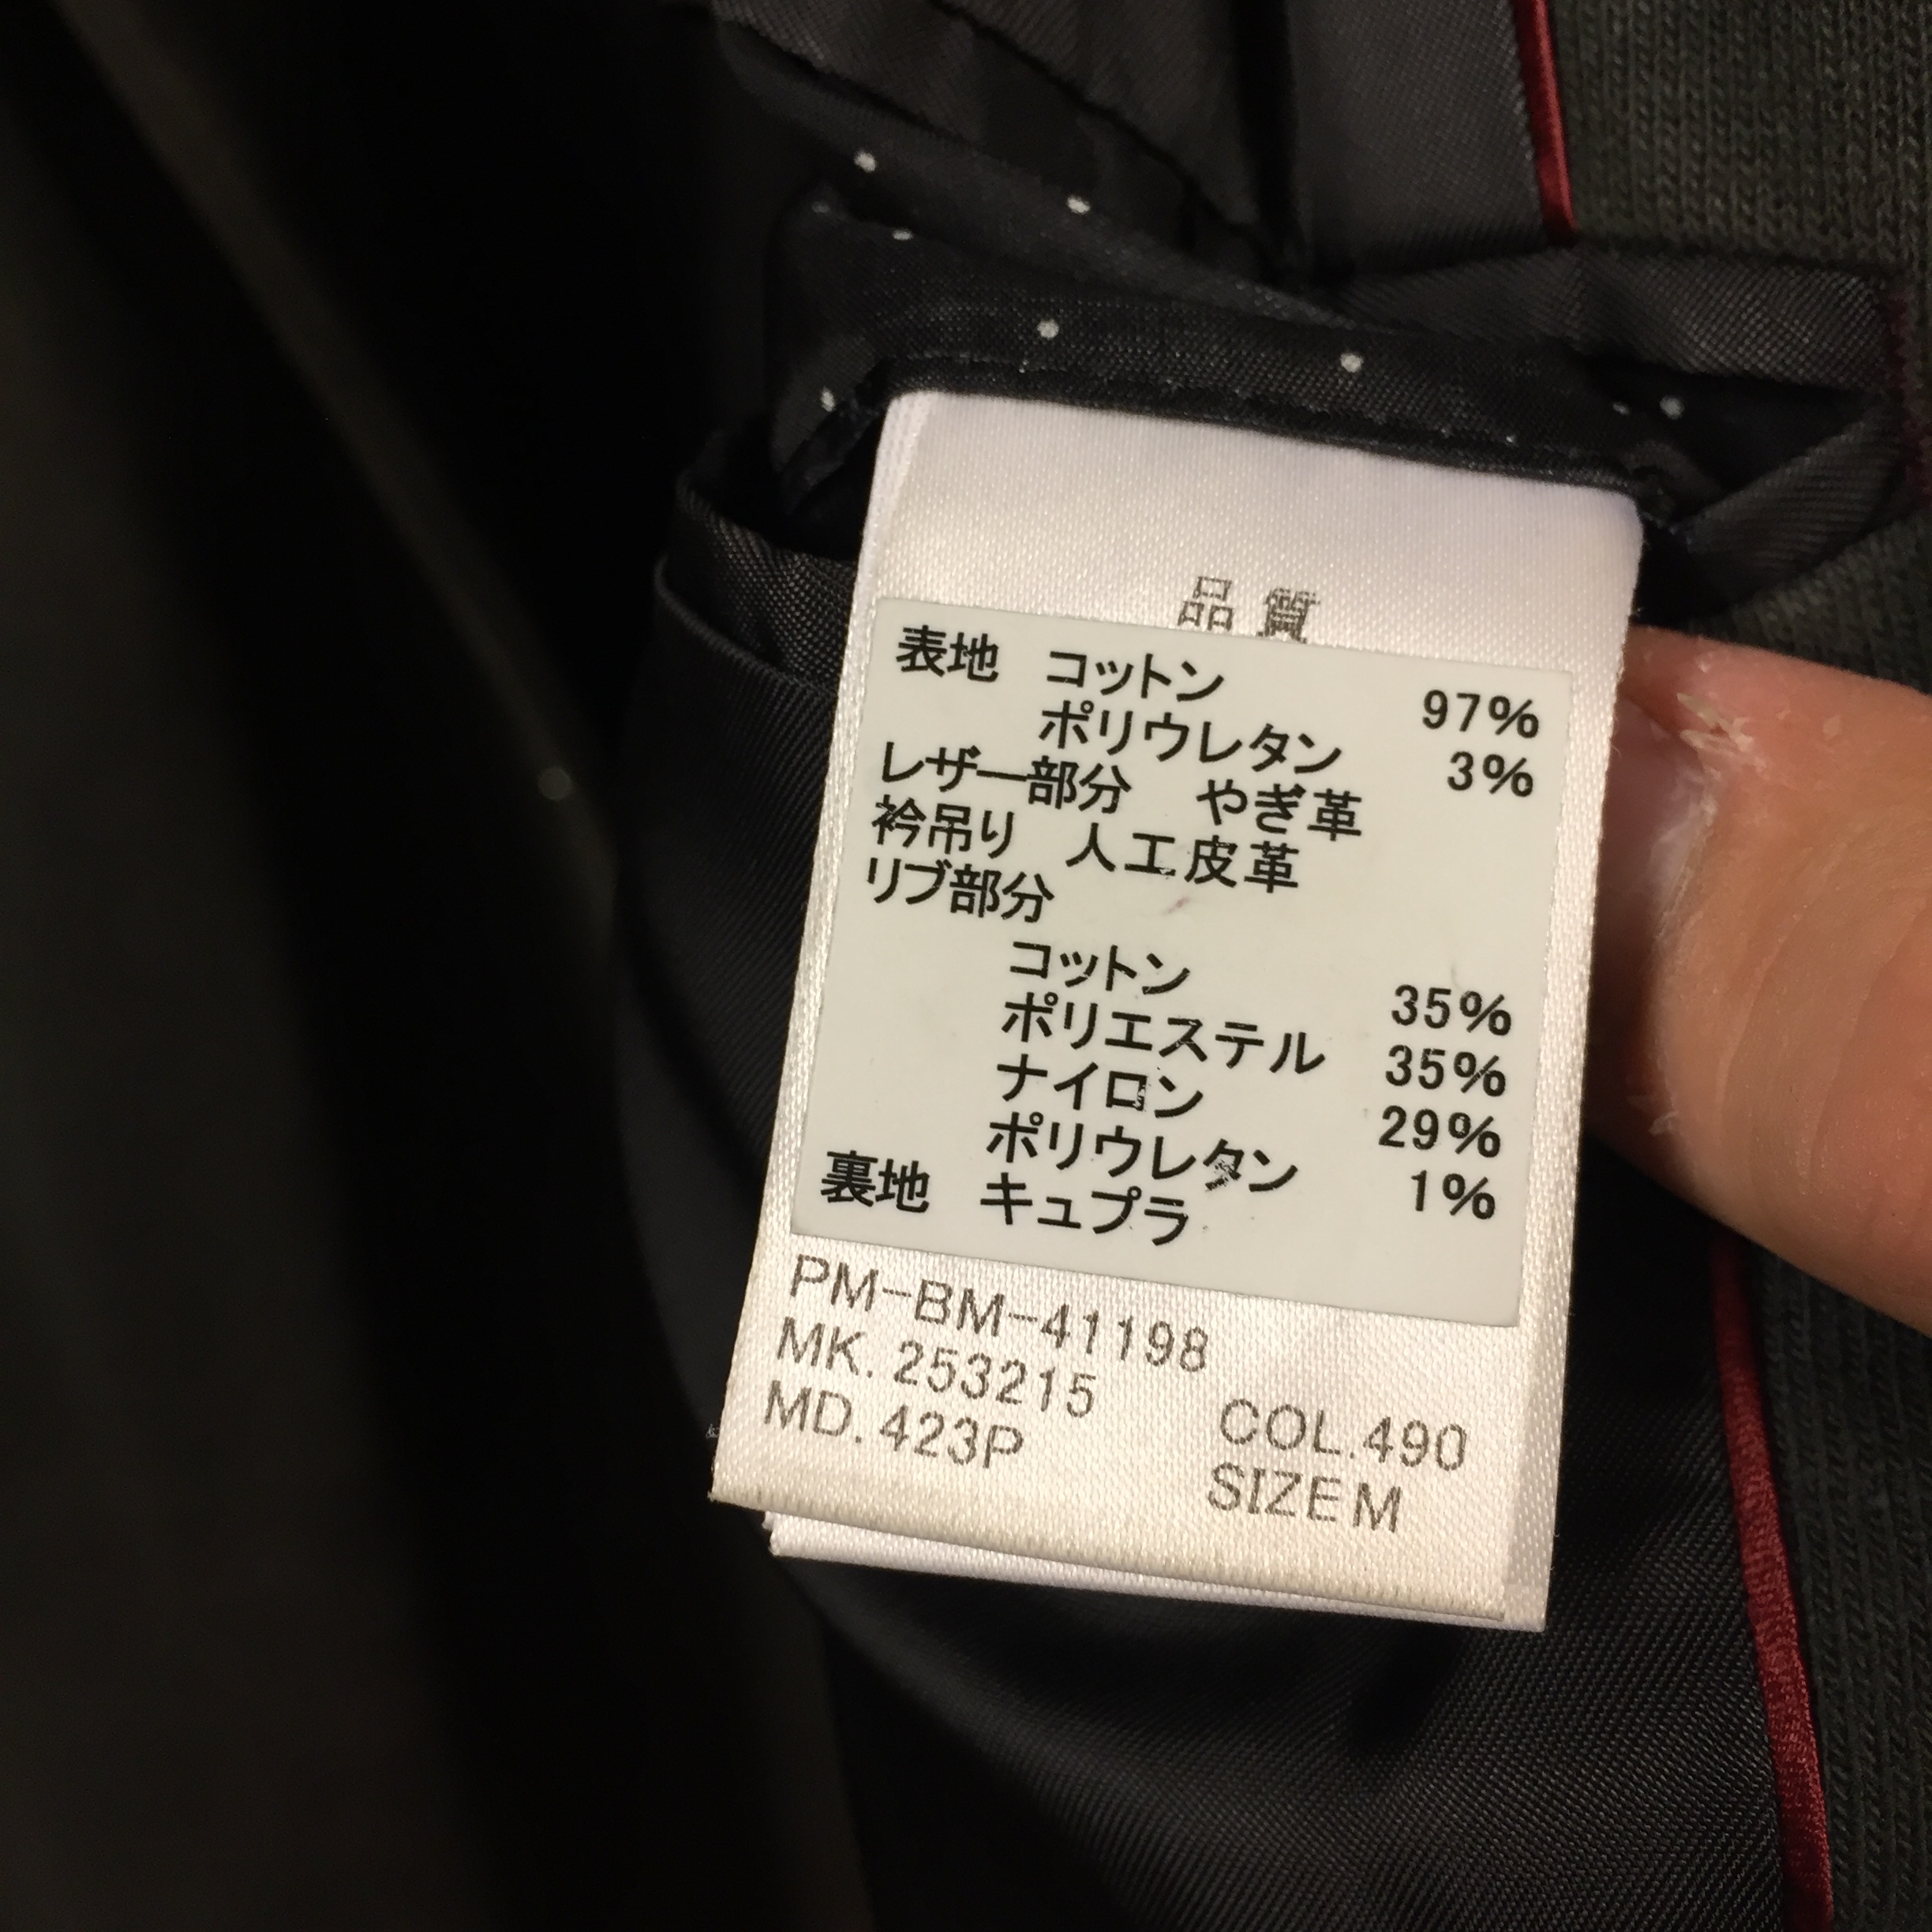 品質
表地 コットン 97%
ポリウレタン 3%
レザー部分 やぎ革
衿吊り 人工皮革
リブ部分
コットン 35%
ポリエステル 35%
ナイロン 29%
ポリウレタン 1%
裏地 キュプラ
PM-BM-41198
MK.253215 COL.490
MD.423P SIZE M